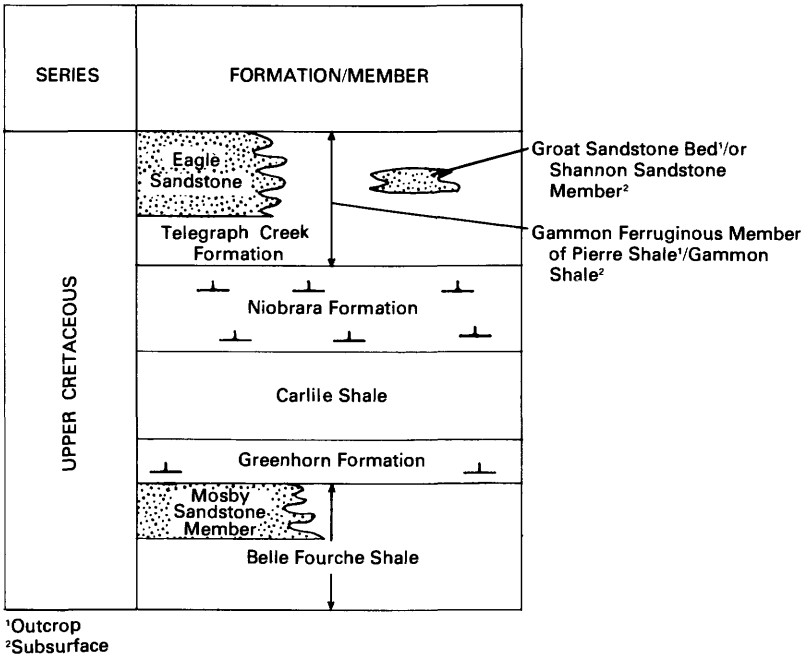 SERIES
FORMATION/MEMBER
Eagle
Sandstone
Groat Sandstone Bed¹/or
Shannon Sandstone
Member²
Telegraph Creek
Formation
Gammon Ferruginous Member
of Pierre Shale¹/Gammon
Shale²
UPPER CRETACEOUS
Niobrara Formation
Carlile Shale
Greenhorn Formation
Mosby
Sandstone
Member
Belle Fourche Shale
¹Outcrop
²Subsurface